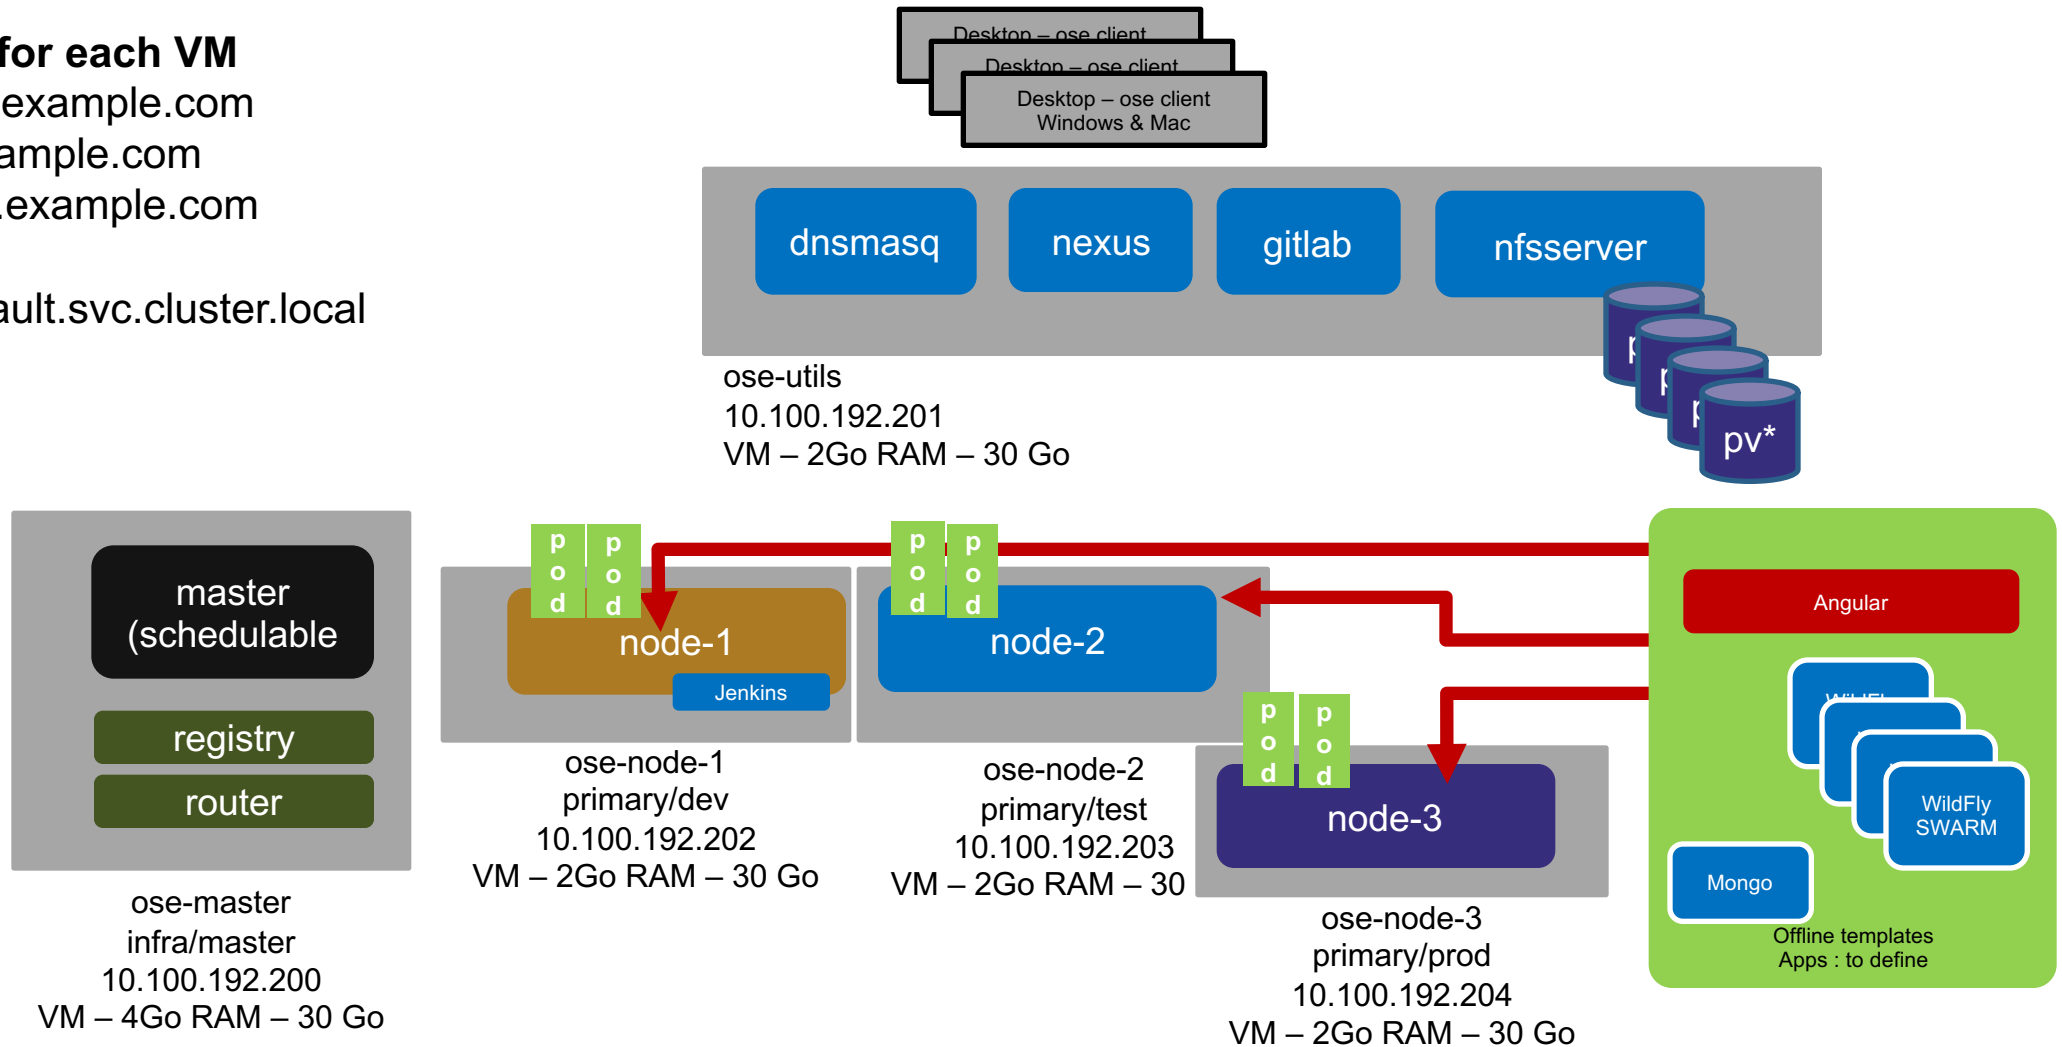 for each VM
example.com
ample.com
.example.com
ault.svc.cluster.local
Desktop – ose client
Desktop – ose client
Desktop – ose client
Windows & Mac
dnsmasq
nexus
gitlab
nfsserver
p
p
p
pv*
ose-utils
10.100.192.201
VM – 2Go RAM – 30 Go
master
(schedulable
registry
router
ose-master
infra/master
10.100.192.200
VM – 4Go RAM – 30 Go
pod
pod
node-1
Jenkins
ose-node-1
primary/dev
10.100.192.202
VM – 2Go RAM – 30 Go
pod
pod
node-2
ose-node-2
primary/test
10.100.192.203
VM – 2Go RAM – 30
pod
pod
node-3
ose-node-3
primary/prod
10.100.192.204
VM – 2Go RAM – 30 Go
Angular
WildFly
SWARM
Mongo
Offline templates
Apps : to define